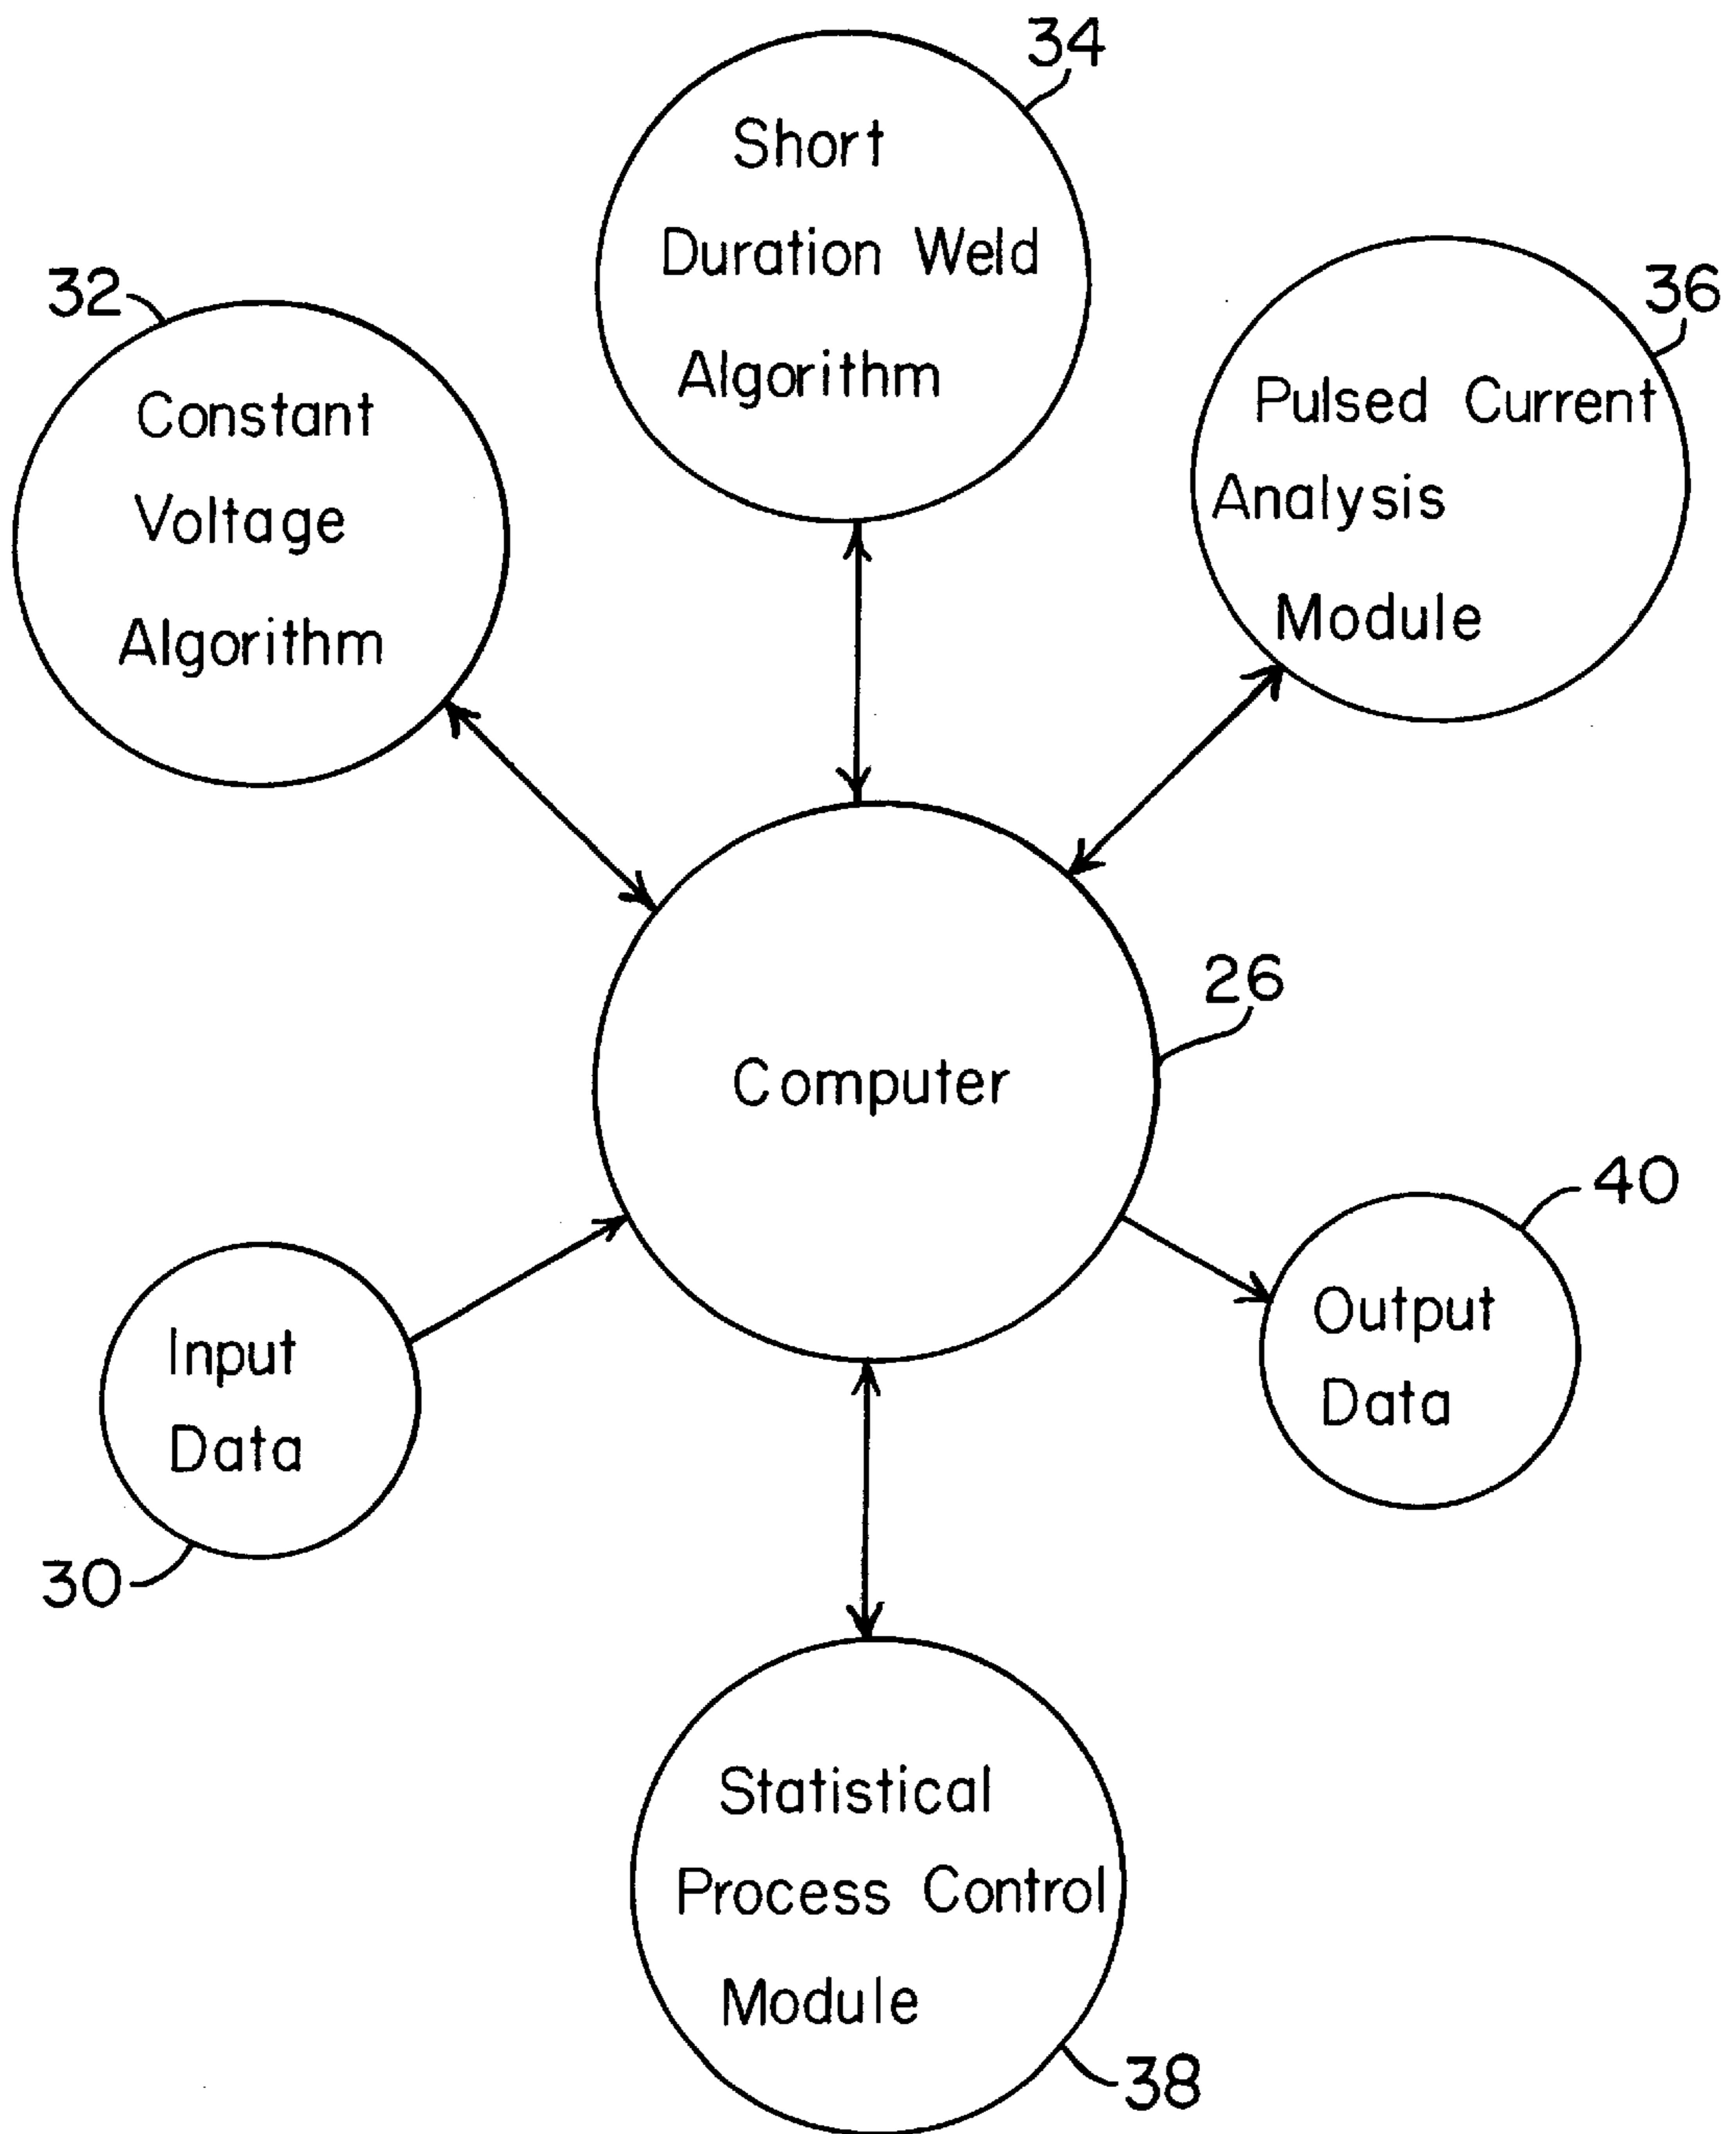 34
Short
Duration Weld
Algorithm
32
Constant
Voltage
Algorithm
36
Pulsed Current
Analysis
Module
26
Computer
40
Output
Data
Input
Data
30
Statistical
Process Control
Module
38